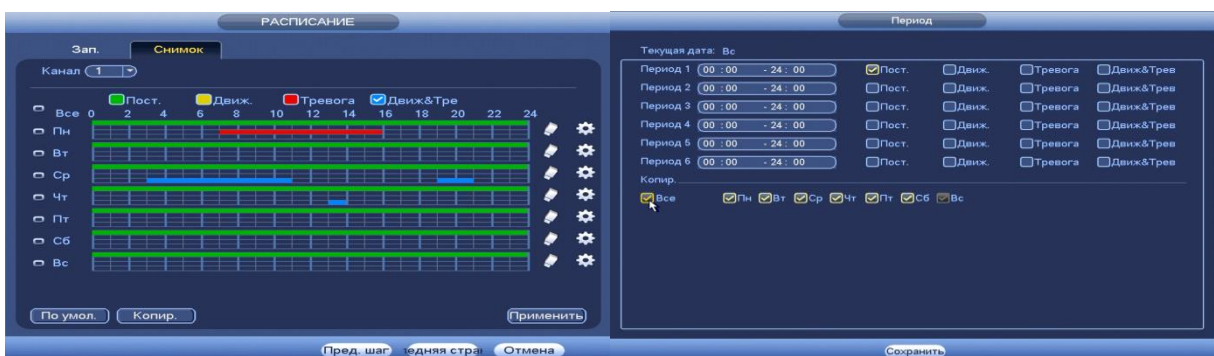 РАСПИСАНИЕ
Зап. Снимок
Канал 1
Пост. Движ. Тревога Движ&Тре
Все 0 2 4 6 8 10 12 14 16 18 20 22 24
Пн
Вт
Ср
Чт
Пт
Сб
Вс
По умол. Копир. Применить
Пред. шаг едняя стра Отмена
Период
Текущая дата: Вс
Период 1 00 :00 - 24 : 00 Пост. Движ. Тревога Движ&Трев
Период 2 00 :00 - 24 : 00 Пост. Движ. Тревога Движ&Трев
Период 3 00 :00 - 24 : 00 Пост. Движ. Тревога Движ&Трев
Период 4 00 :00 - 24 : 00 Пост. Движ. Тревога Движ&Трев
Период 5 00 :00 - 24 : 00 Пост. Движ. Тревога Движ&Трев
Период 6 00 :00 - 24 : 00 Пост. Движ. Тревога Движ&Трев
Копир.
Все Пн Вт Ср Чт Пт Сб Вс
Сохранить